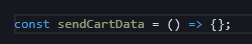 const sendCartData = () => {};